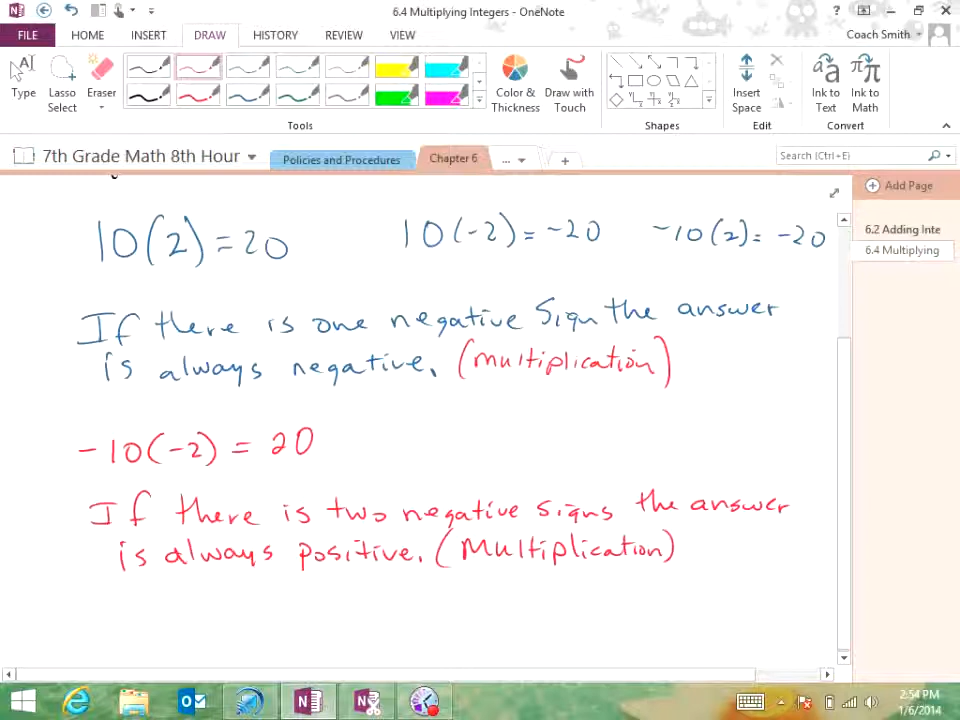 6.4 Multiplying Integers - OneNote
FILE HOME INSERT DRAW HISTORY REVIEW VIEW
Coach Smith
Type
Lasso Select
Eraser
Color & Thickness
Draw with Touch
Insert Space
Ink to Text
Ink to Math
Tools Shapes Edit Convert
7th Grade Math 8th Hour
Policies and Procedures
Chapter 6
...
Search (Ctrl+E)
Add Page
6.2 Adding Inte
6.4 Multiplying
10(2) = 20 10(-2) = -20 -10(2) = -20
If there is one negative sign the answer
is always negative. (multiplication)
-10(-2) = 20
If there is two negative signs the answer
is always positive. (Multiplication)
2:54 PM
1/6/2014